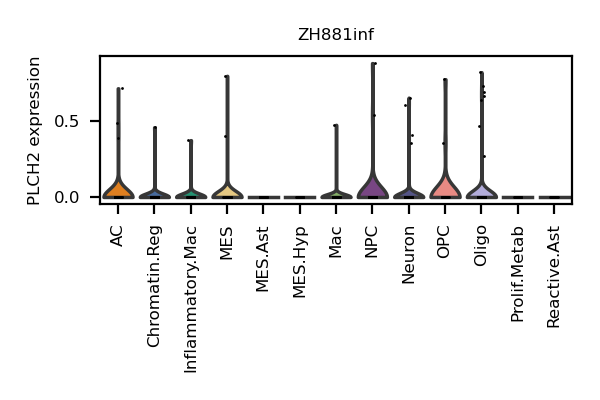 ZH881inf
PLCH2 expression
0.5
0.0
AC
Chromatin.Reg
Inflammatory.Mac
MES
MES.Ast
MES.Hyp
Mac
NPC
Neuron
OPC
Oligo
Prolif.Metab
Reactive.Ast